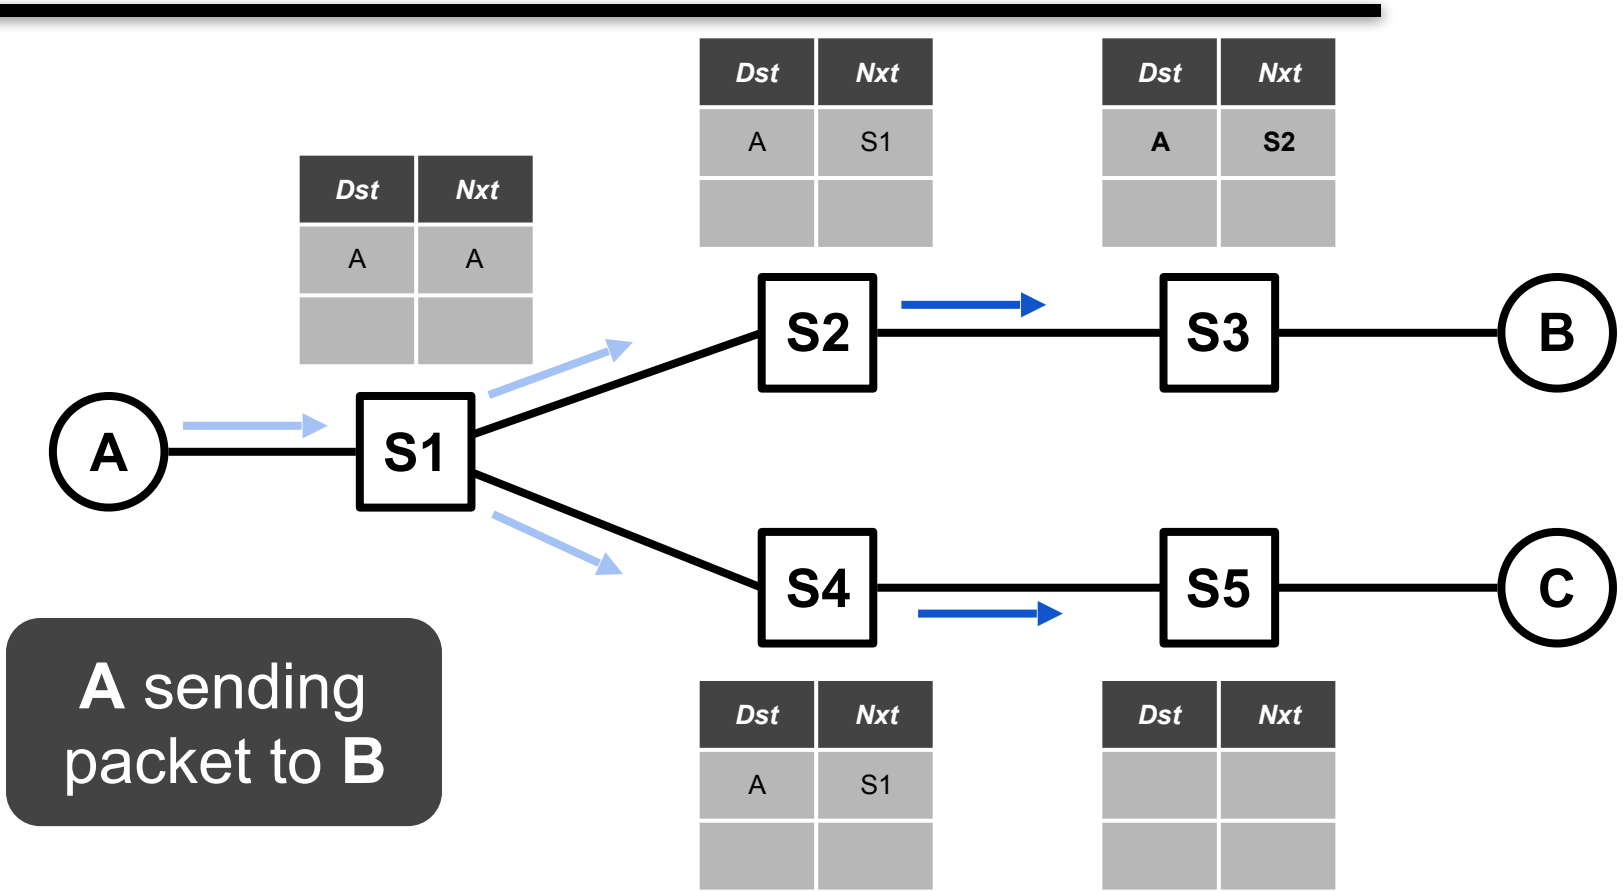 Dst Nxt
A S1
Dst Nxt
A S2
Dst Nxt
A A
S2
S3
B
A
S1
S4
S5
C
A sending
packet to B
Dst Nxt
A S1
Dst Nxt